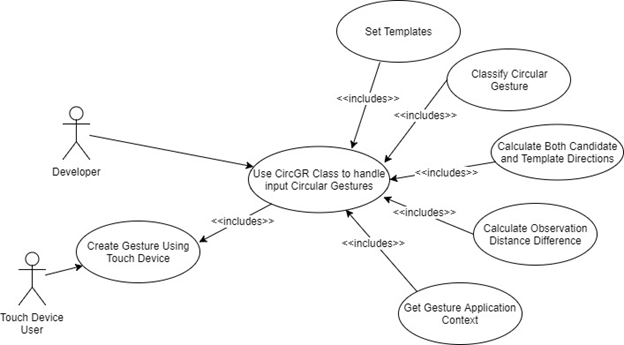 Set Templates
Classify Circular
Gesture
<<includes>>
<<includes>>
Developer
Calculate Both Candidate
and Template Directions
<<includes>>
Use CircGR Class to handle
input Circular Gestures
<<includes>>
<<includes>>
Calculate Observation
Distance Difference
Create Gesture Using
Touch Device
<<includes>>
Touch Device
User
Get Gesture Application
Context